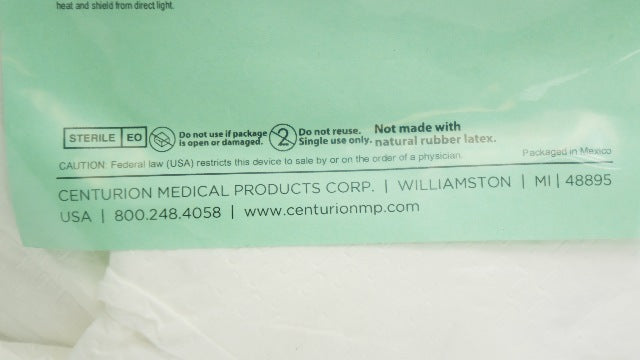 heat and shield from direct light.
STERILE EO Do not use if package is open or damaged. 2 Do not reuse. Single use only. Not made with natural rubber latex.
CAUTION: Federal law (USA) restricts this device to sale by or on the order of a physician. Packaged in Mexico
CENTURION MEDICAL PRODUCTS CORP. | WILLIAMSTON | MI | 48895
USA | 800.248.4058 | www.centurionmp.com